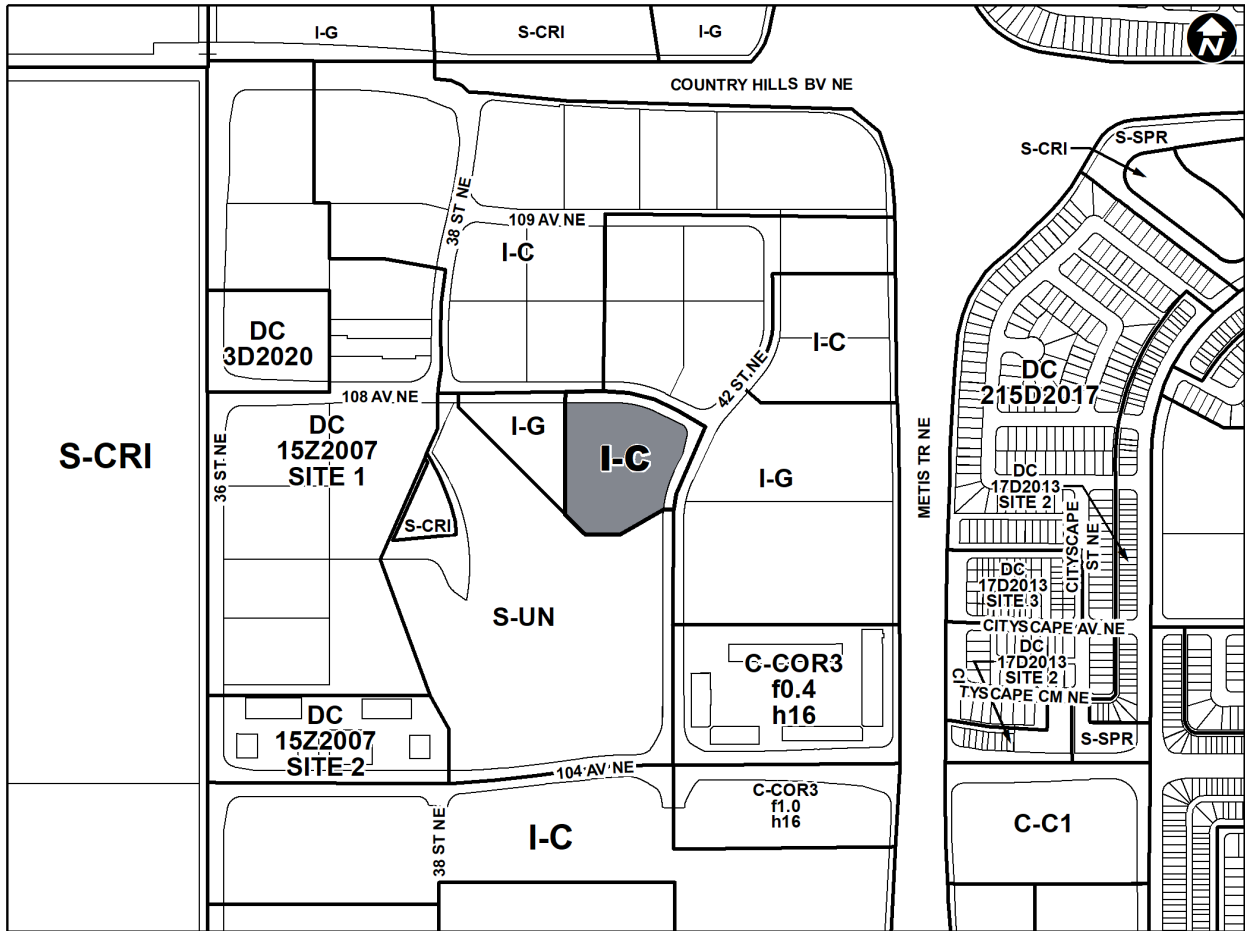 I-G
S-CRI
I-G
N
COUNTRY HILLS BV NE
S-SPR
S-CRI
38 ST NE
109 AV NE
I-C
DC
3D2020
I-C
42 ST NE
DC
215D2017
108 AV NE
DC
15Z2007
SITE 1
I-G
I-C
S-CRI
36 ST NE
I-G
METIS TR NE
DC
17D2013
SITE 2
CITYSCAPE
ST NE
S-CRI
DC
17D2013
SITE 3
S-UN
CITYSCAPE AV NE
C-COR3
f0.4
h16
DC
17D2013
SITE 2
CITYSCAPE CM NE
DC
15Z2007
SITE 2
S-SPR
104 AV NE
C-COR3
f1.0
h16
38 ST NE
I-C
C-C1